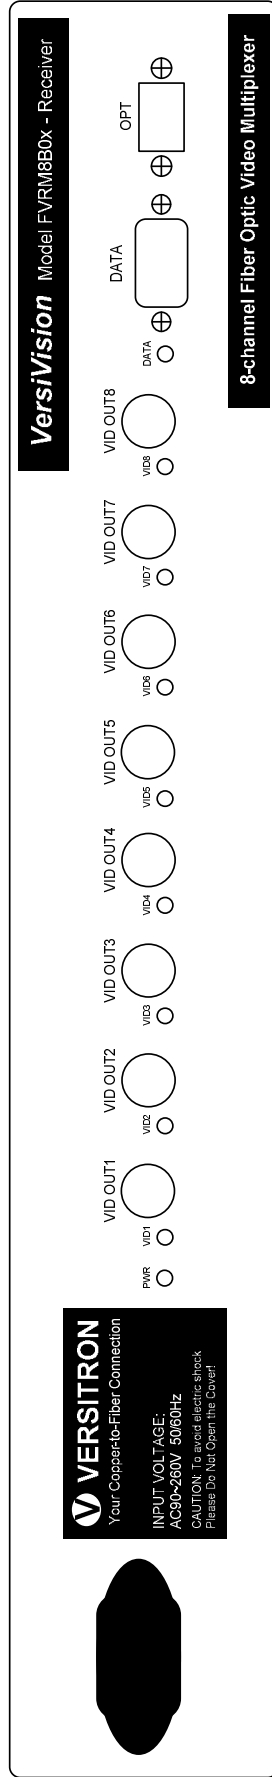 VERSITRON
Your Copper-to-Fiber Connection
INPUT VOLTAGE:
AC90~260V 50/60Hz
CAUTION: To avoid electric shock
Please Do Not Open the Cover!
PWR
VID1
VID OUT1
VID2
VID OUT2
VID3
VID OUT3
VID4
VID OUT4
VID5
VID OUT5
VID6
VID OUT6
VID7
VID OUT7
VID8
VID OUT8
DATA
DATA
OPT
VersiVision Model FVRM8B0x - Receiver
8-channel Fiber Optic Video Multiplexer